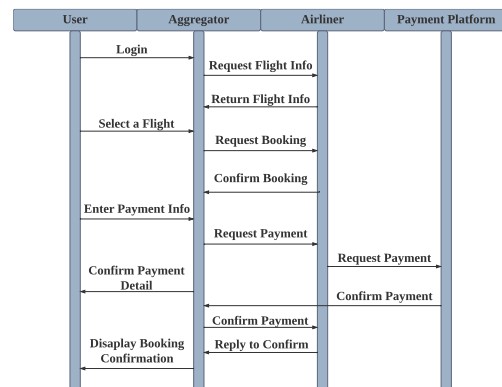 User
Aggregator
Airliner
Payment Platform
Login
Request Flight Info
Return Flight Info
Select a Flight
Request Booking
Confirm Booking
Enter Payment Info
Request Payment
Request Payment
Confirm Payment
Detail
Confirm Payment
Confirm Payment
Reply to Confirm
Disaplay Booking
Confirmation